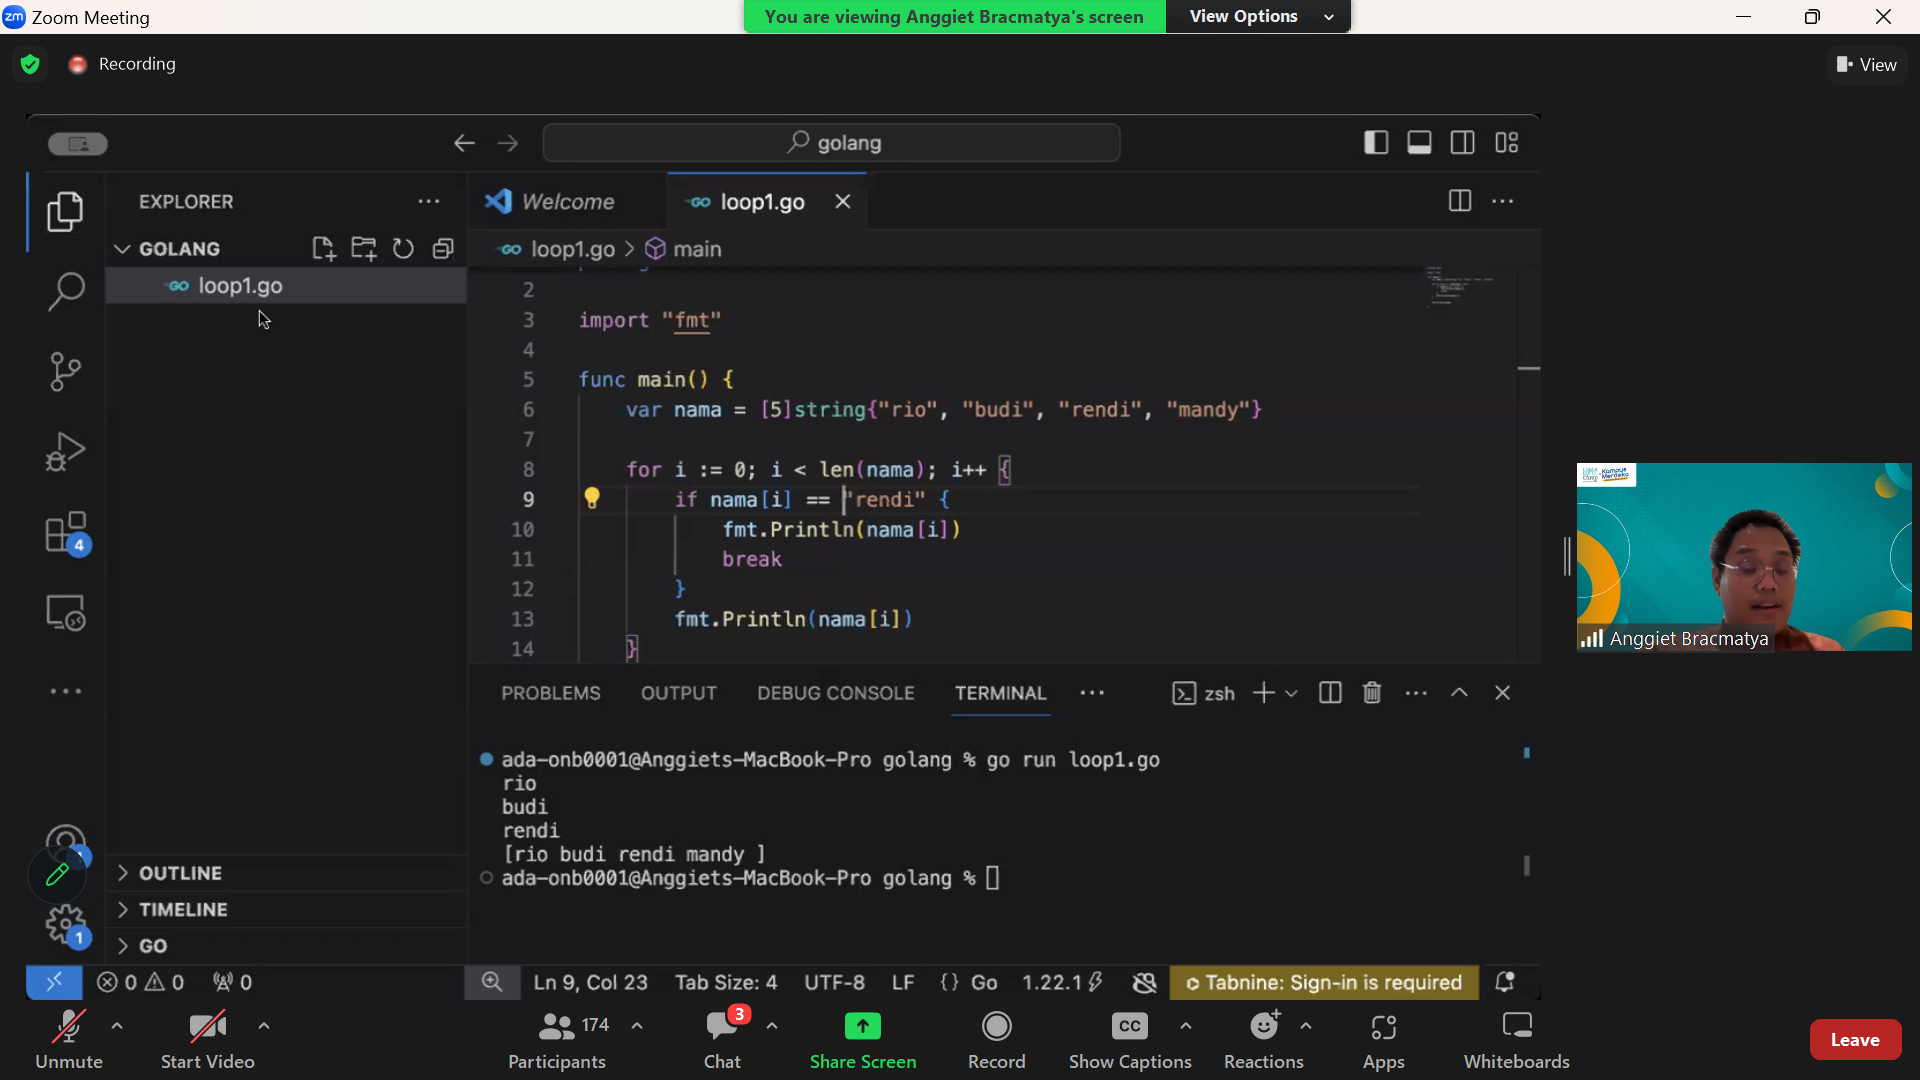 zm Zoom Meeting
You are viewing Anggiet Bracmatya's screen
View Options
Recording
View
golang
EXPLORER
Welcome
loop1.go
GOLANG
loop1.go > main
loop1.go
2
3 import "fmt"
4
5 func main() {
6 var nama = [5]string{"rio", "budi", "rendi", "mandy"}
7
8 for i := 0; i < len(nama); i++ {
9 if nama[i] == "rendi" {
10 fmt.Println(nama[i])
11 break
12 }
13 fmt.Println(nama[i])
14 }
4
PROBLEMS OUTPUT DEBUG CONSOLE TERMINAL
zsh
ada-onb0001@Anggiets-MacBook-Pro golang % go run loop1.go
rio
budi
rendi
[rio budi rendi mandy ]
ada-onb0001@Anggiets-MacBook-Pro golang %
OUTLINE
TIMELINE
GO
1
0 0 0
Ln 9, Col 23 Tab Size: 4 UTF-8 LF {} Go 1.22.1 Tabnine: Sign-in is required
Kampus
Merdeka
Anggiet Bracmatya
Unmute
Start Video
174
Participants
3
Chat
Share Screen
Record
CC
Show Captions
Reactions
Apps
Whiteboards
Leave